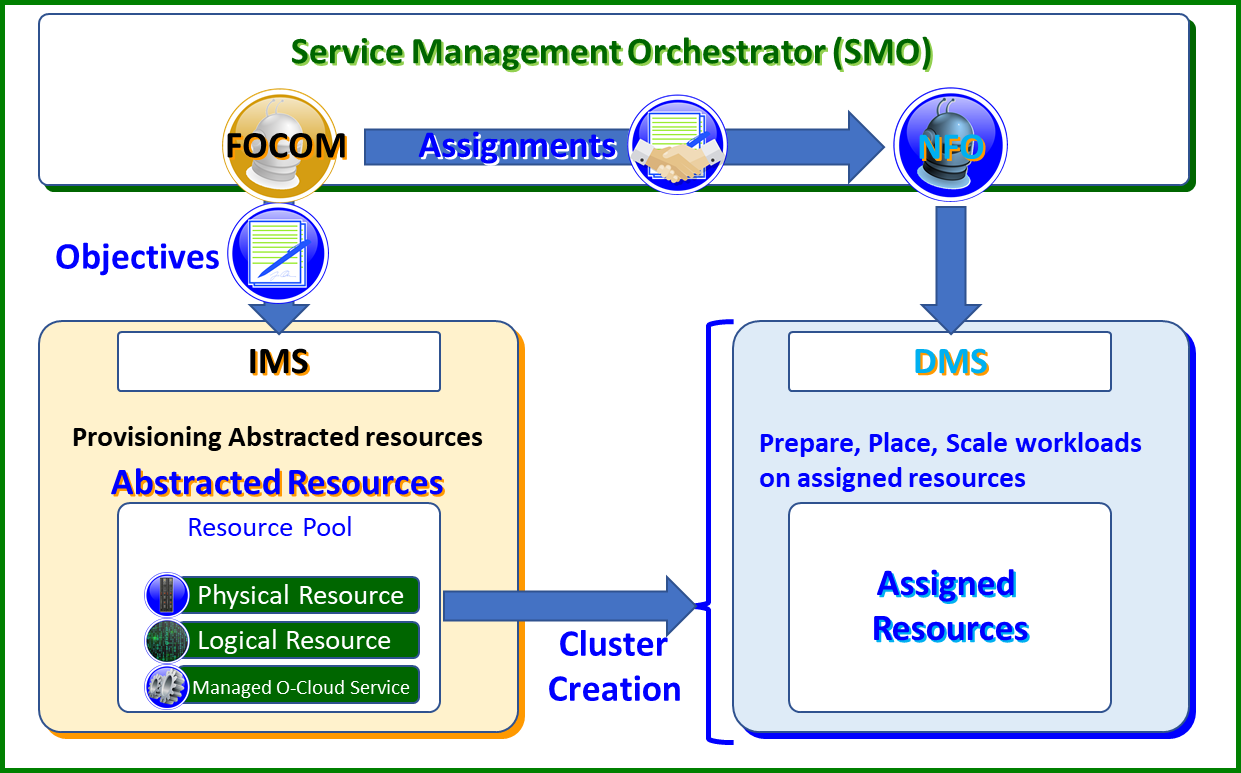 Service Management Orchestrator (SMO)
FOCOM
Assignments
NFO
Objectives
IMS
DMS
Provisioning Abstracted resources
Abstracted Resources
Prepare, Place, Scale workloads
on assigned resources
Resource Pool
Physical Resource
Logical Resource
Managed O-Cloud Service
Cluster
Creation
Assigned
Resources